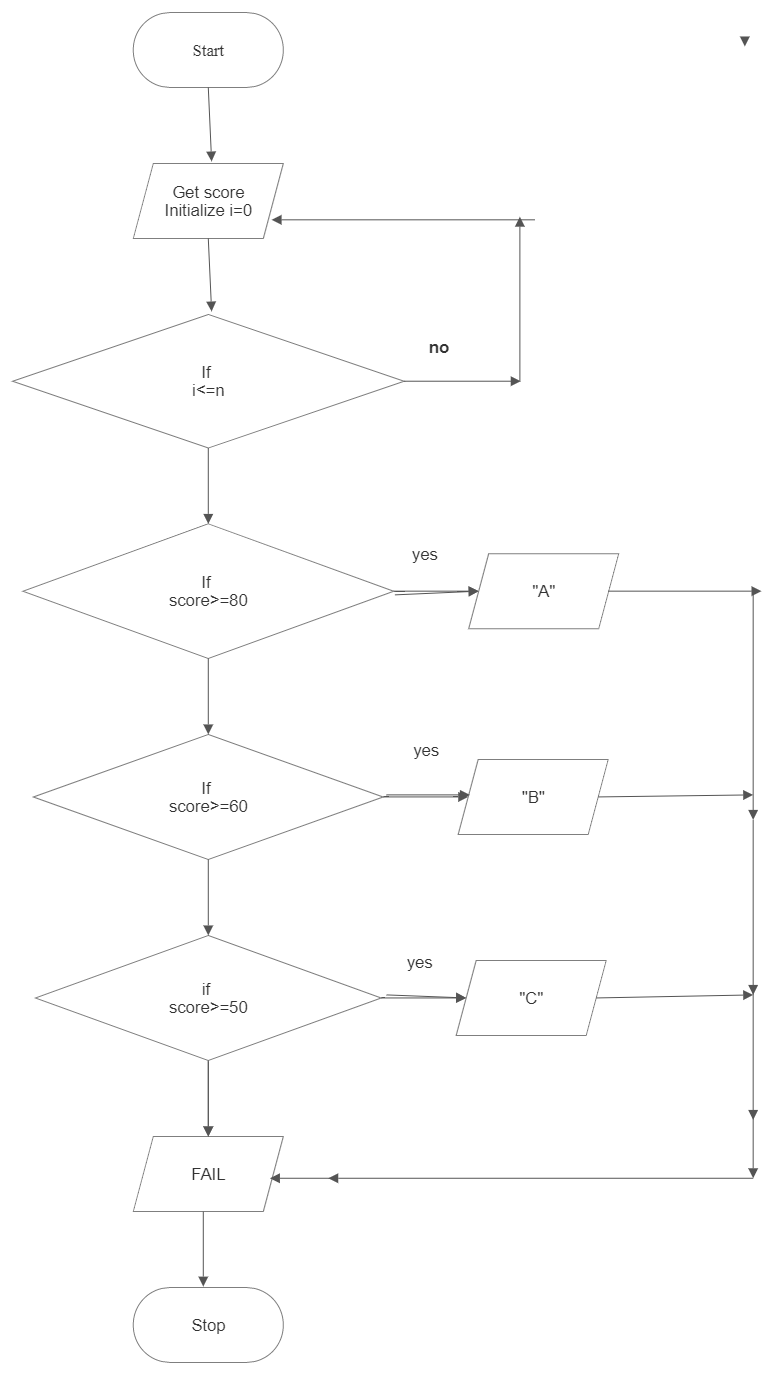 Start
Get score
Initialize i=0
no
If
i<=n
yes
If
score>=80
"A"
yes
If
score>=60
"B"
yes
if
score>=50
"C"
FAIL
Stop